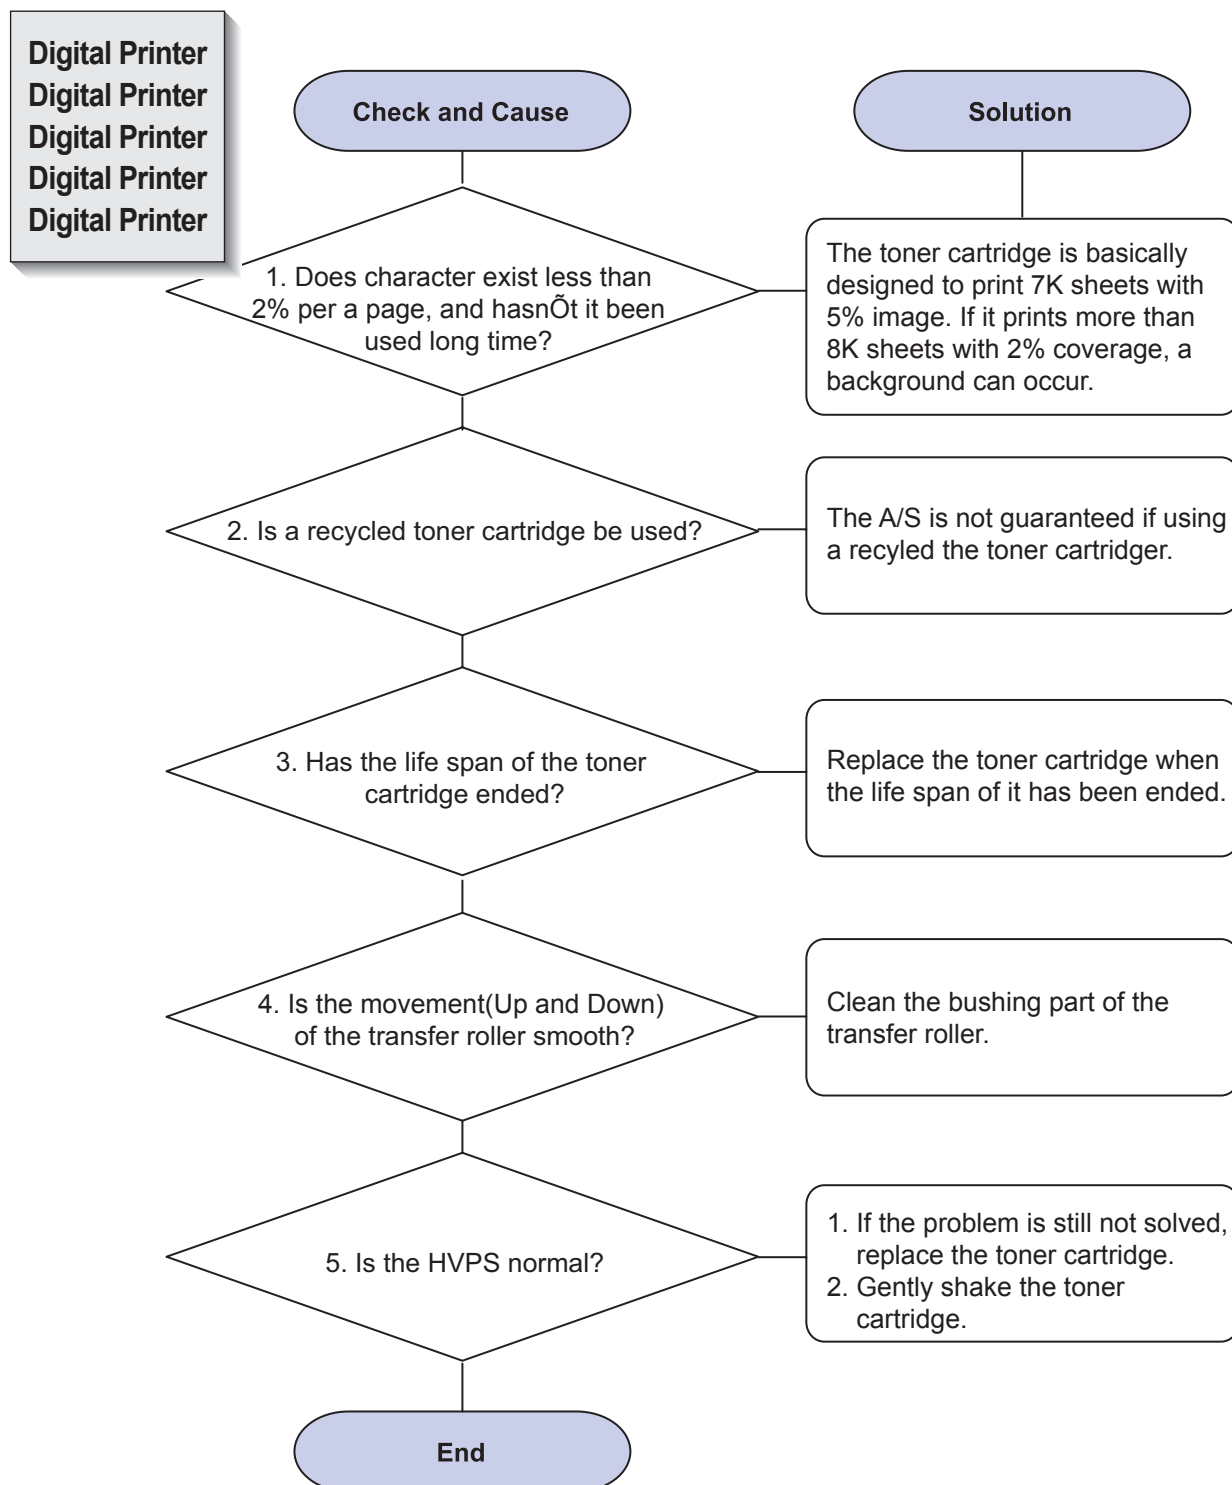 Digital Printer
Digital Printer
Digital Printer
Digital Printer
Digital Printer
Check and Cause
Solution
1. Does character exist less than
2% per a page, and hasnÕt it been
used long time?
The toner cartridge is basically
designed to print 7K sheets with
5% image. If it prints more than
8K sheets with 2% coverage, a
background can occur.
2. Is a recycled toner cartridge be used?
The A/S is not guaranteed if using
a recyled the toner cartridger.
3. Has the life span of the toner
cartridge ended?
Replace the toner cartridge when
the life span of it has been ended.
4. Is the movement(Up and Down)
of the transfer roller smooth?
Clean the bushing part of the
transfer roller.
5. Is the HVPS normal?
1. If the problem is still not solved,
replace the toner cartridge.
2. Gently shake the toner
cartridge.
End